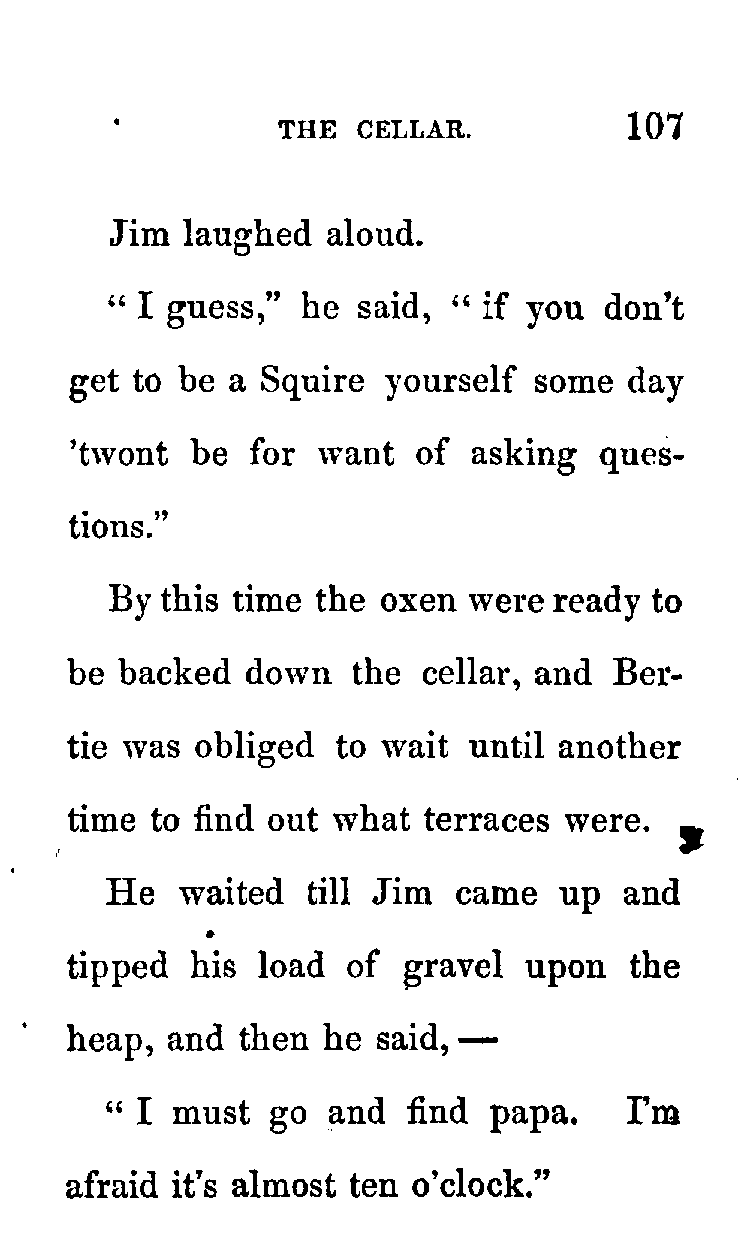 THE CELLAR. 107
Jim laughed aloud.
“ I guess,” he said, “ if you don’t
get to be a Squire yourself some day
’twont be for want of asking ques-
tions.”
By this time the oxen were ready to
be backed down the cellar, and Ber-
tie was obliged to wait until another
time to find out what terraces were.
He waited till Jim came up and
tipped his load of gravel upon the
heap, and then he said, —
“ I must go and find papa. I’m
afraid it’s almost ten o’clock.”